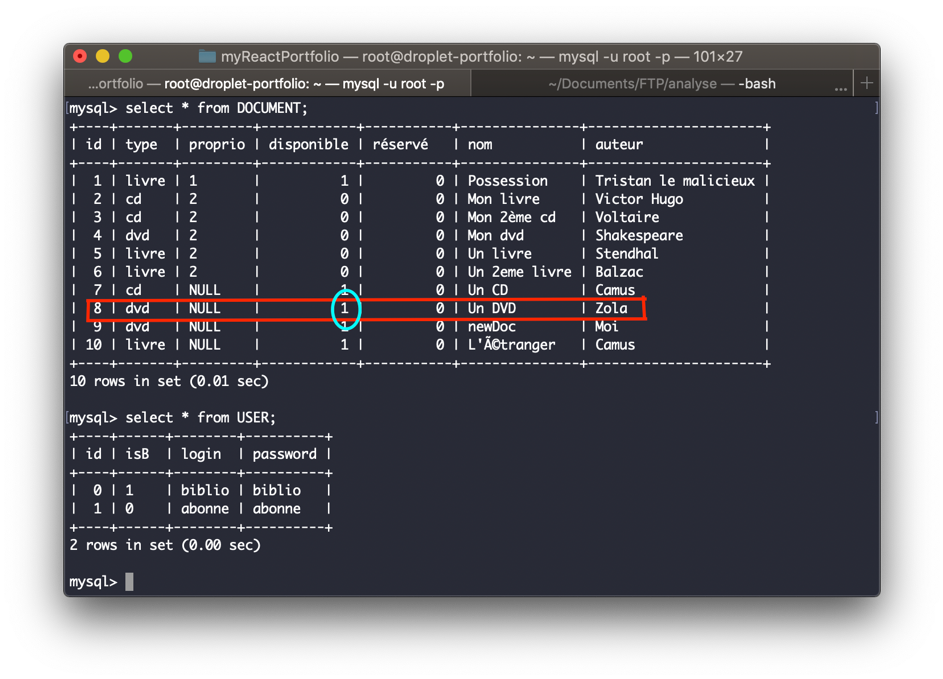 myReactPortfolio — root@droplet-portfolio: ~ — mysql -u root -p — 101×27
...ortfolio — root@droplet-portfolio: ~ — mysql -u root -p ~/Documents/FTP/analyse — -bash ... +
[mysql> select * from DOCUMENT; ]
+----+-------+---------+------------+----------+--------------+----------------------+
| id | type | proprio | disponible | réservé | nom | auteur |
+----+-------+---------+------------+----------+--------------+----------------------+
| 1 | livre | 1 | 1 | 0 | Possession | Tristan le malicieux |
| 2 | cd | 2 | 0 | 0 | Mon livre | Victor Hugo |
| 3 | cd | 2 | 0 | 0 | Mon 2ème cd | Voltaire |
| 4 | dvd | 2 | 0 | 0 | Mon dvd | Shakespeare |
| 5 | livre | 2 | 0 | 0 | Un livre | Stendhal |
| 6 | livre | 2 | 0 | 0 | Un 2eme livre | Balzac |
| 7 | cd | NULL | 1 | 0 | Un CD | Camus |
| 8 | dvd | NULL | 1 | 0 | Un DVD | Zola |
| 9 | dvd | NULL | 1 | 0 | newDoc | Moi |
| 10 | livre | NULL | 1 | 0 | L'Ã©tranger | Camus |
+----+-------+---------+------------+----------+--------------+----------------------+
10 rows in set (0.01 sec)
[mysql> select * from USER; ]
+----+------+--------+----------+
| id | isB | login | password |
+----+------+--------+----------+
| 0 | 1 | biblio | biblio |
| 1 | 0 | abonne | abonne |
+----+------+--------+----------+
2 rows in set (0.00 sec)
mysql>